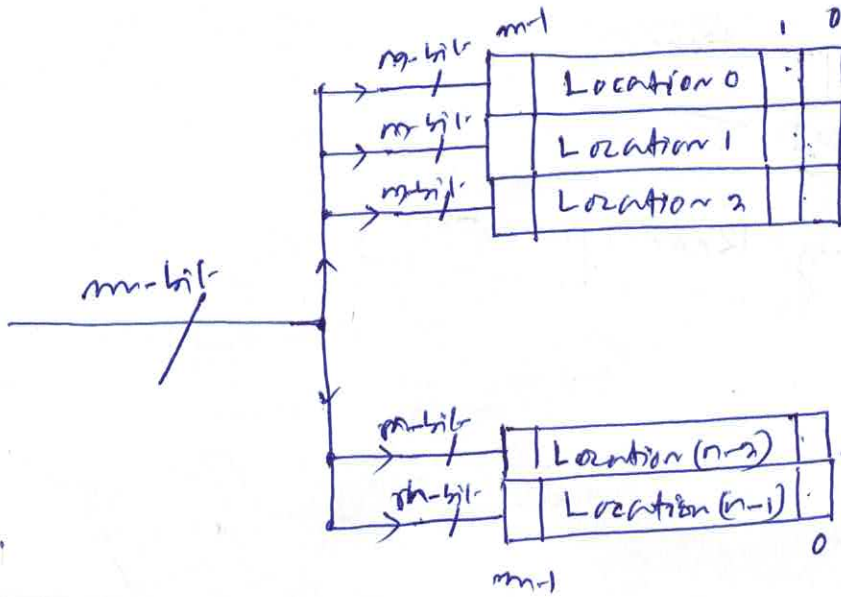 m-1 1 0
m-bit
Location 0
m-bit
Location 1
m-bit
Location 2
m-bit
m-bit
Location (n-2)
m-bit
Location (n-1)
0
m-1